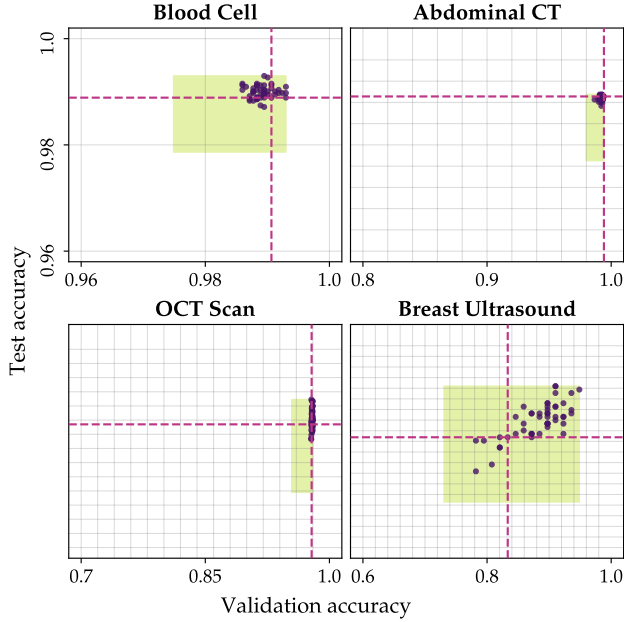 Blood Cell
Abdominal CT
1.0
0.98
0.96
0.96
0.98
1.0
0.8
0.9
1.0
Test accuracy
OCT Scan
Breast Ultrasound
0.7
0.85
1.0
0.6
0.8
1.0
Validation accuracy